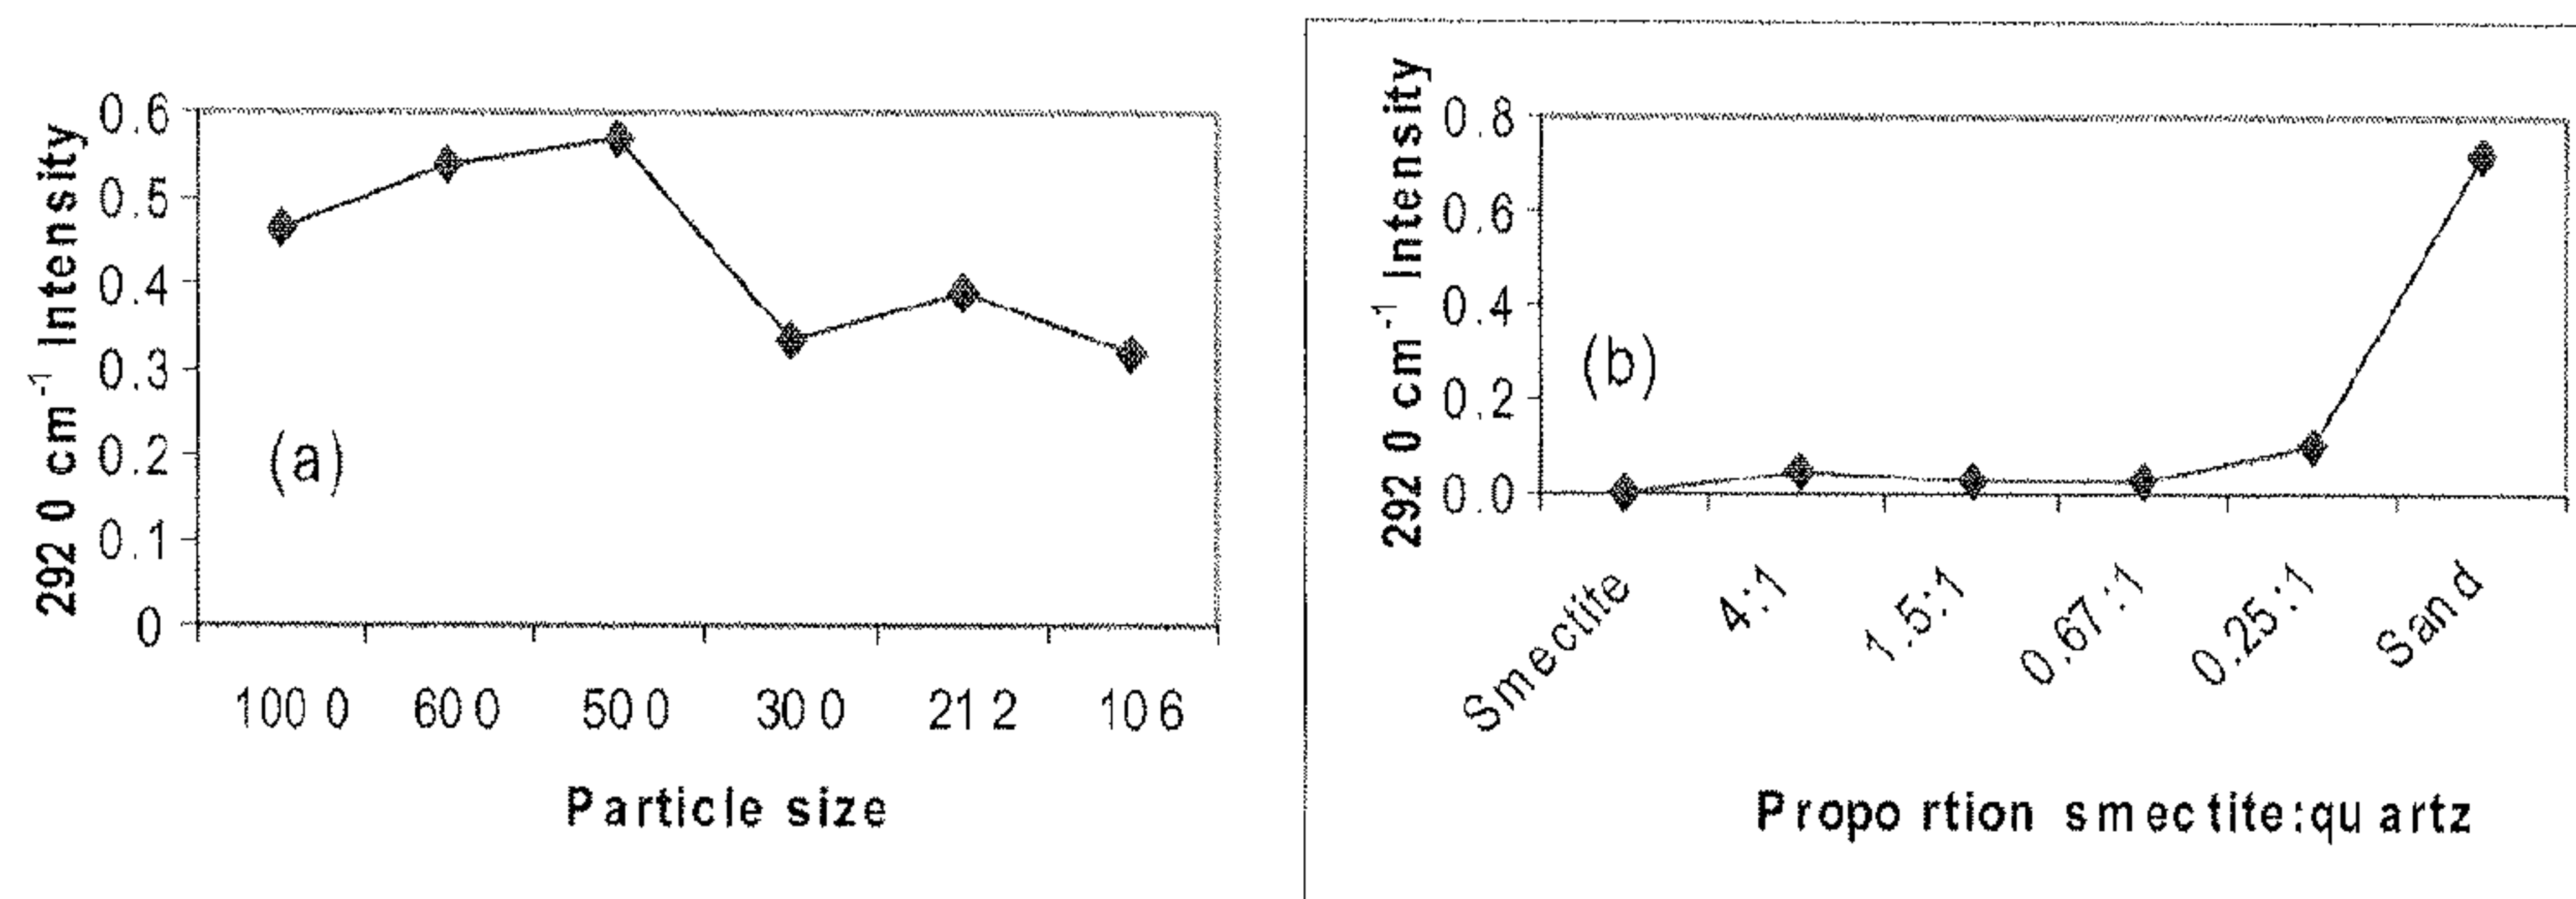 292 0 cm-1 Intensity
0.6
0.5
0.4
0.3
0.2
0.1
0
(a)
100 0 60 0 50 0 30 0 21 2 10 6
Particle size
292 0 cm-1 Intensity
0.8
0.6
0.4
0.2
0.0
(b)
Smectite 4:1 1.5:1 0.67:1 0.25:1 Sand
Propo rtion smectite:qu artz